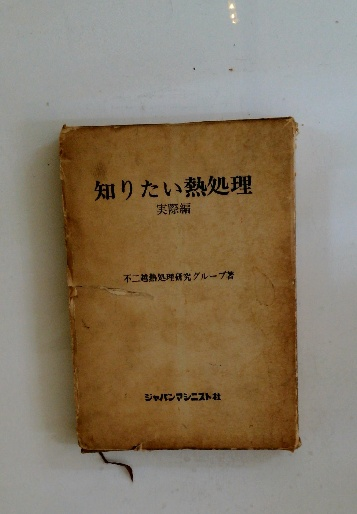 知りたい熱処理
実際編
不二越熱処理研究グループ著
ジャパンマシニスト社